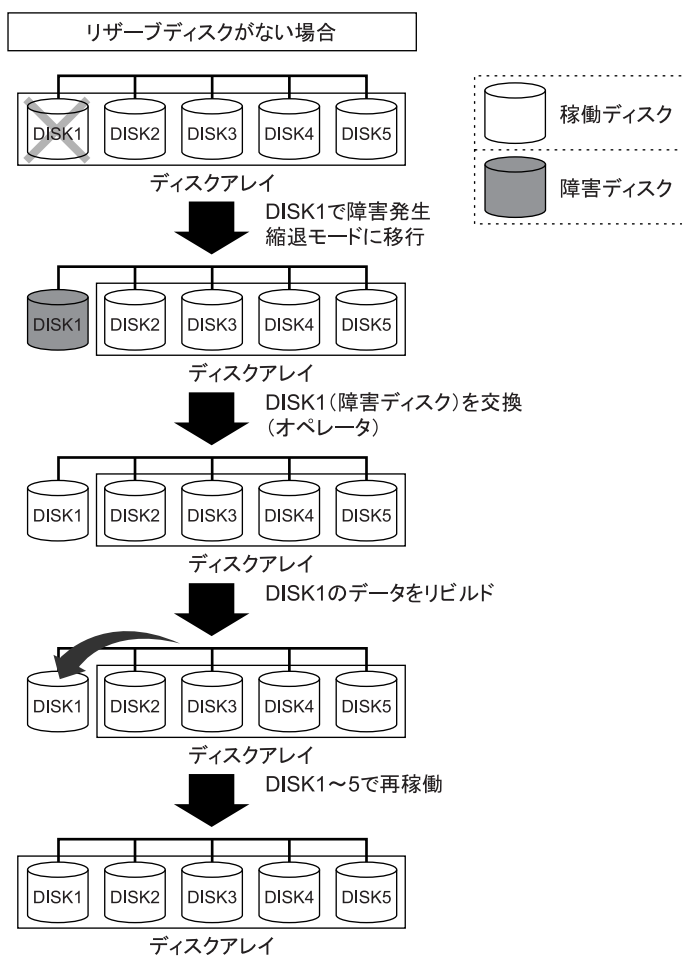 リザーブディスクがない場合
DISK1 DISK2 DISK3 DISK4 DISK5
ディスクアレイ
稼働ディスク
障害ディスク
DISK1で障害発生
縮退モードに移行
DISK1 DISK2 DISK3 DISK4 DISK5
ディスクアレイ
DISK1(障害ディスク)を交換
(オペレータ)
DISK1 DISK2 DISK3 DISK4 DISK5
ディスクアレイ
DISK1のデータをリビルド
DISK1 DISK2 DISK3 DISK4 DISK5
ディスクアレイ
DISK1～5で再稼働
DISK1 DISK2 DISK3 DISK4 DISK5
ディスクアレイ